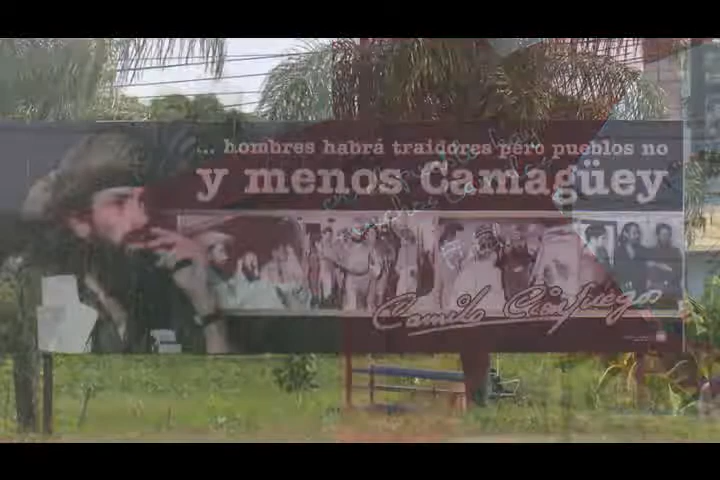 ... hombres habrá traidores pero pueblos no
y menos Camagüey
Camilo Cienfuegos